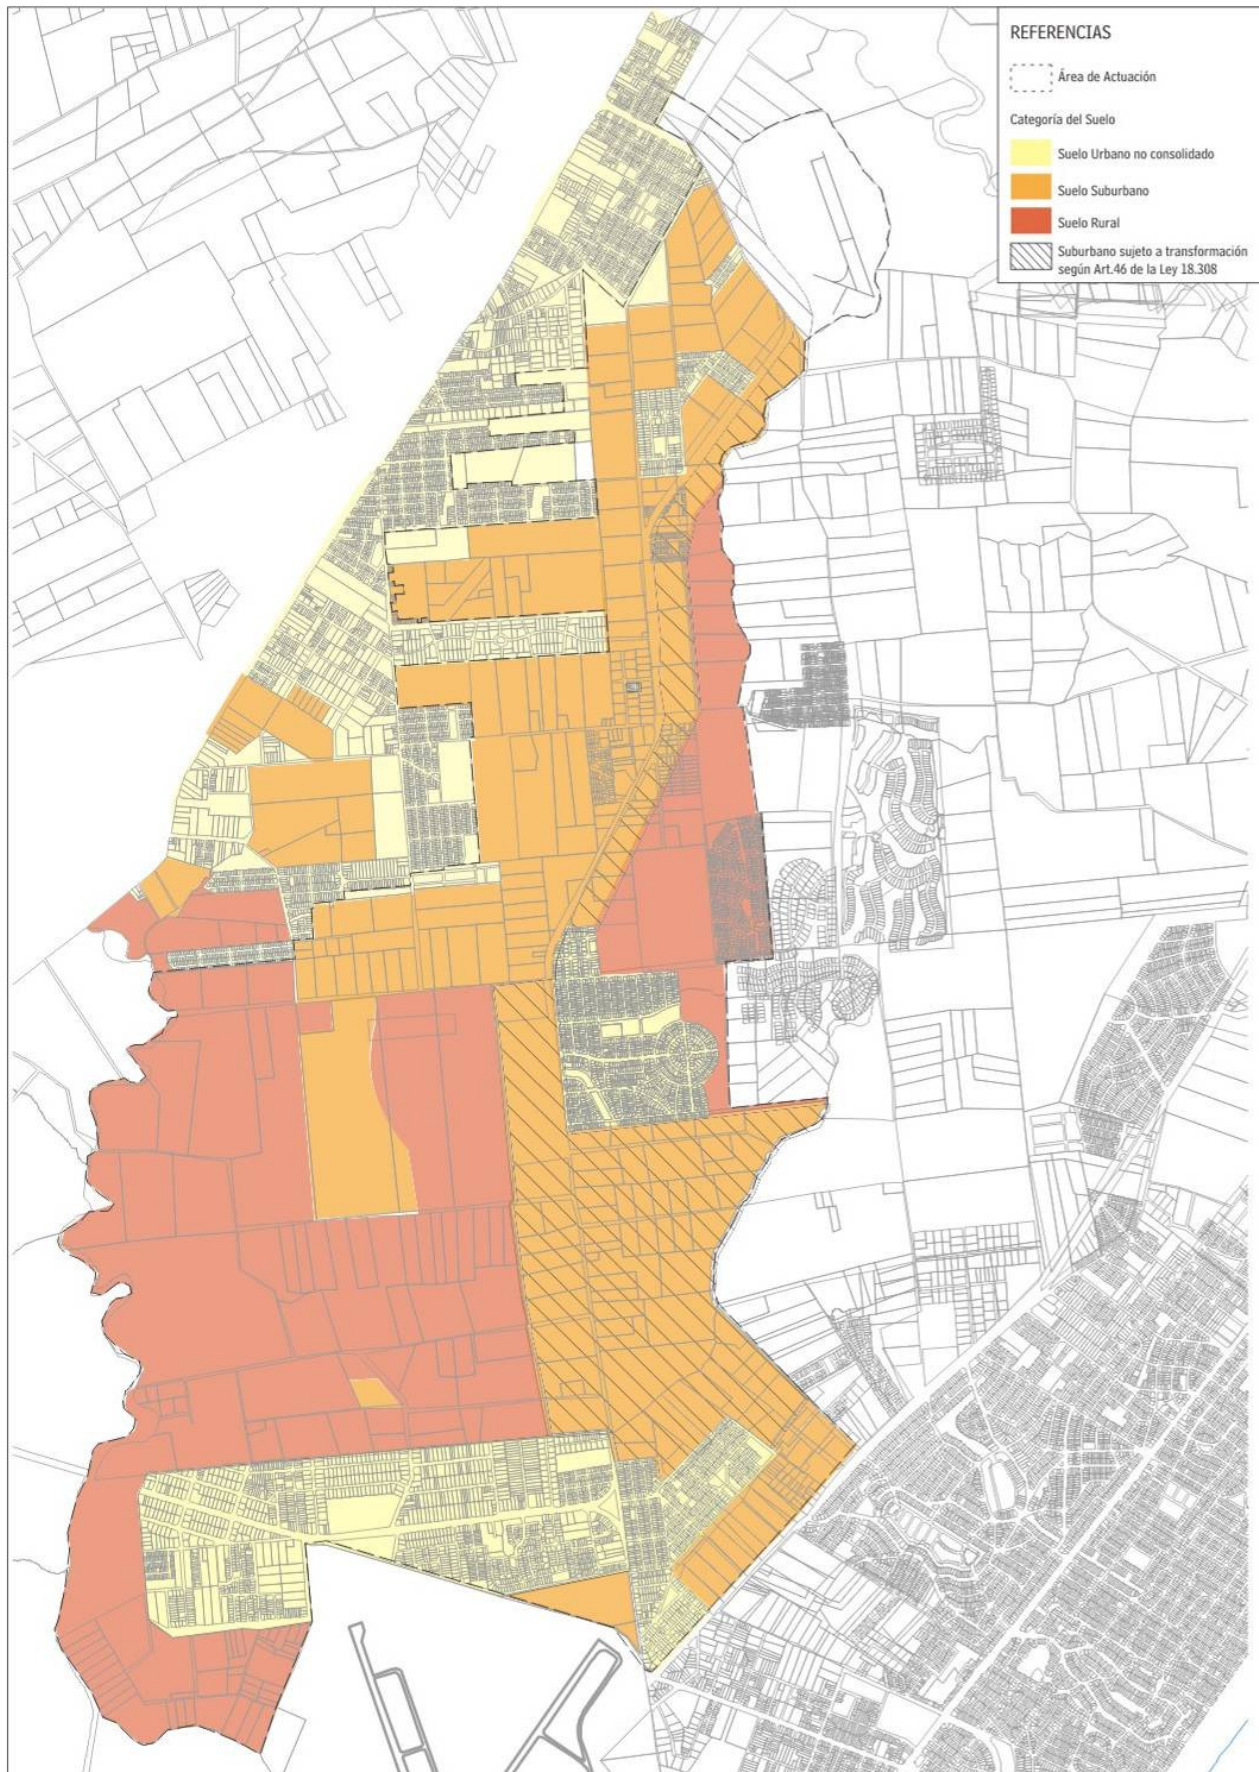 REFERENCIAS
Área de Actuación
Categoría del Suelo
Suelo Urbano no consolidado
Suelo Suburbano
Suelo Rural
Suburbano sujeto a transformación
según Art.46 de la Ley 18.308